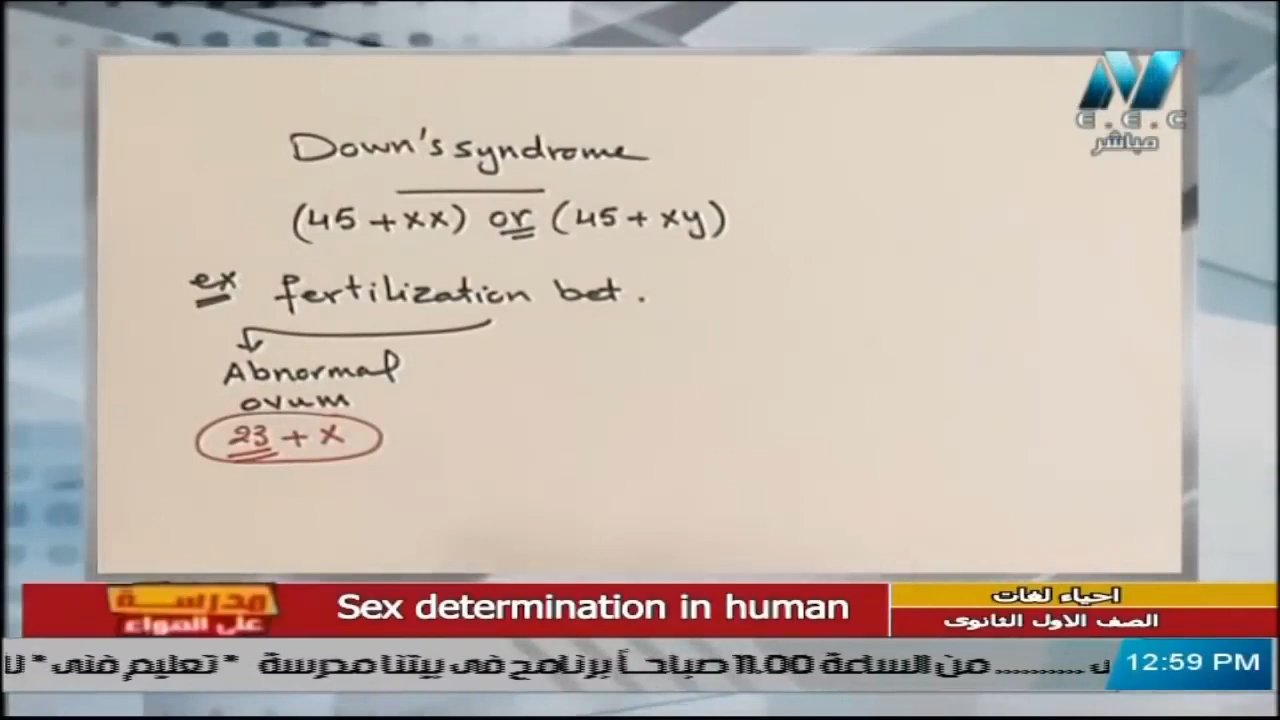 E.E.C
مباشر
Down's syndrome
(45 + xx) or (45 + xy)
ex fertilization bet.
Abnormal
ovum
23 + x
مدرسة
على الهواء
Sex determination in human
احياء لغات
الصف الاول الثانوى
.......... من الساعة 11.00 صباحاً برنامج فى بيتنا مدرسة * تعليم فنى *
12:59 PM